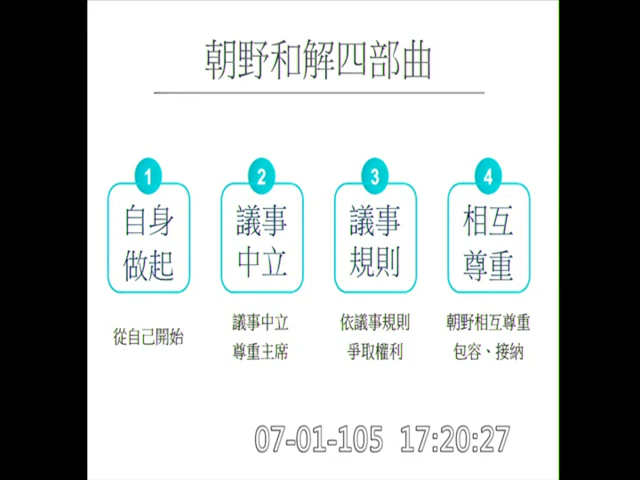 朝野和解四部曲
1
自身
做起
從自己開始
2
議事
中立
議事中立
尊重主席
3
議事
規則
依議事規則
爭取權利
4
相互
尊重
朝野相互尊重
包容、接納
07-01-105 17:20:27